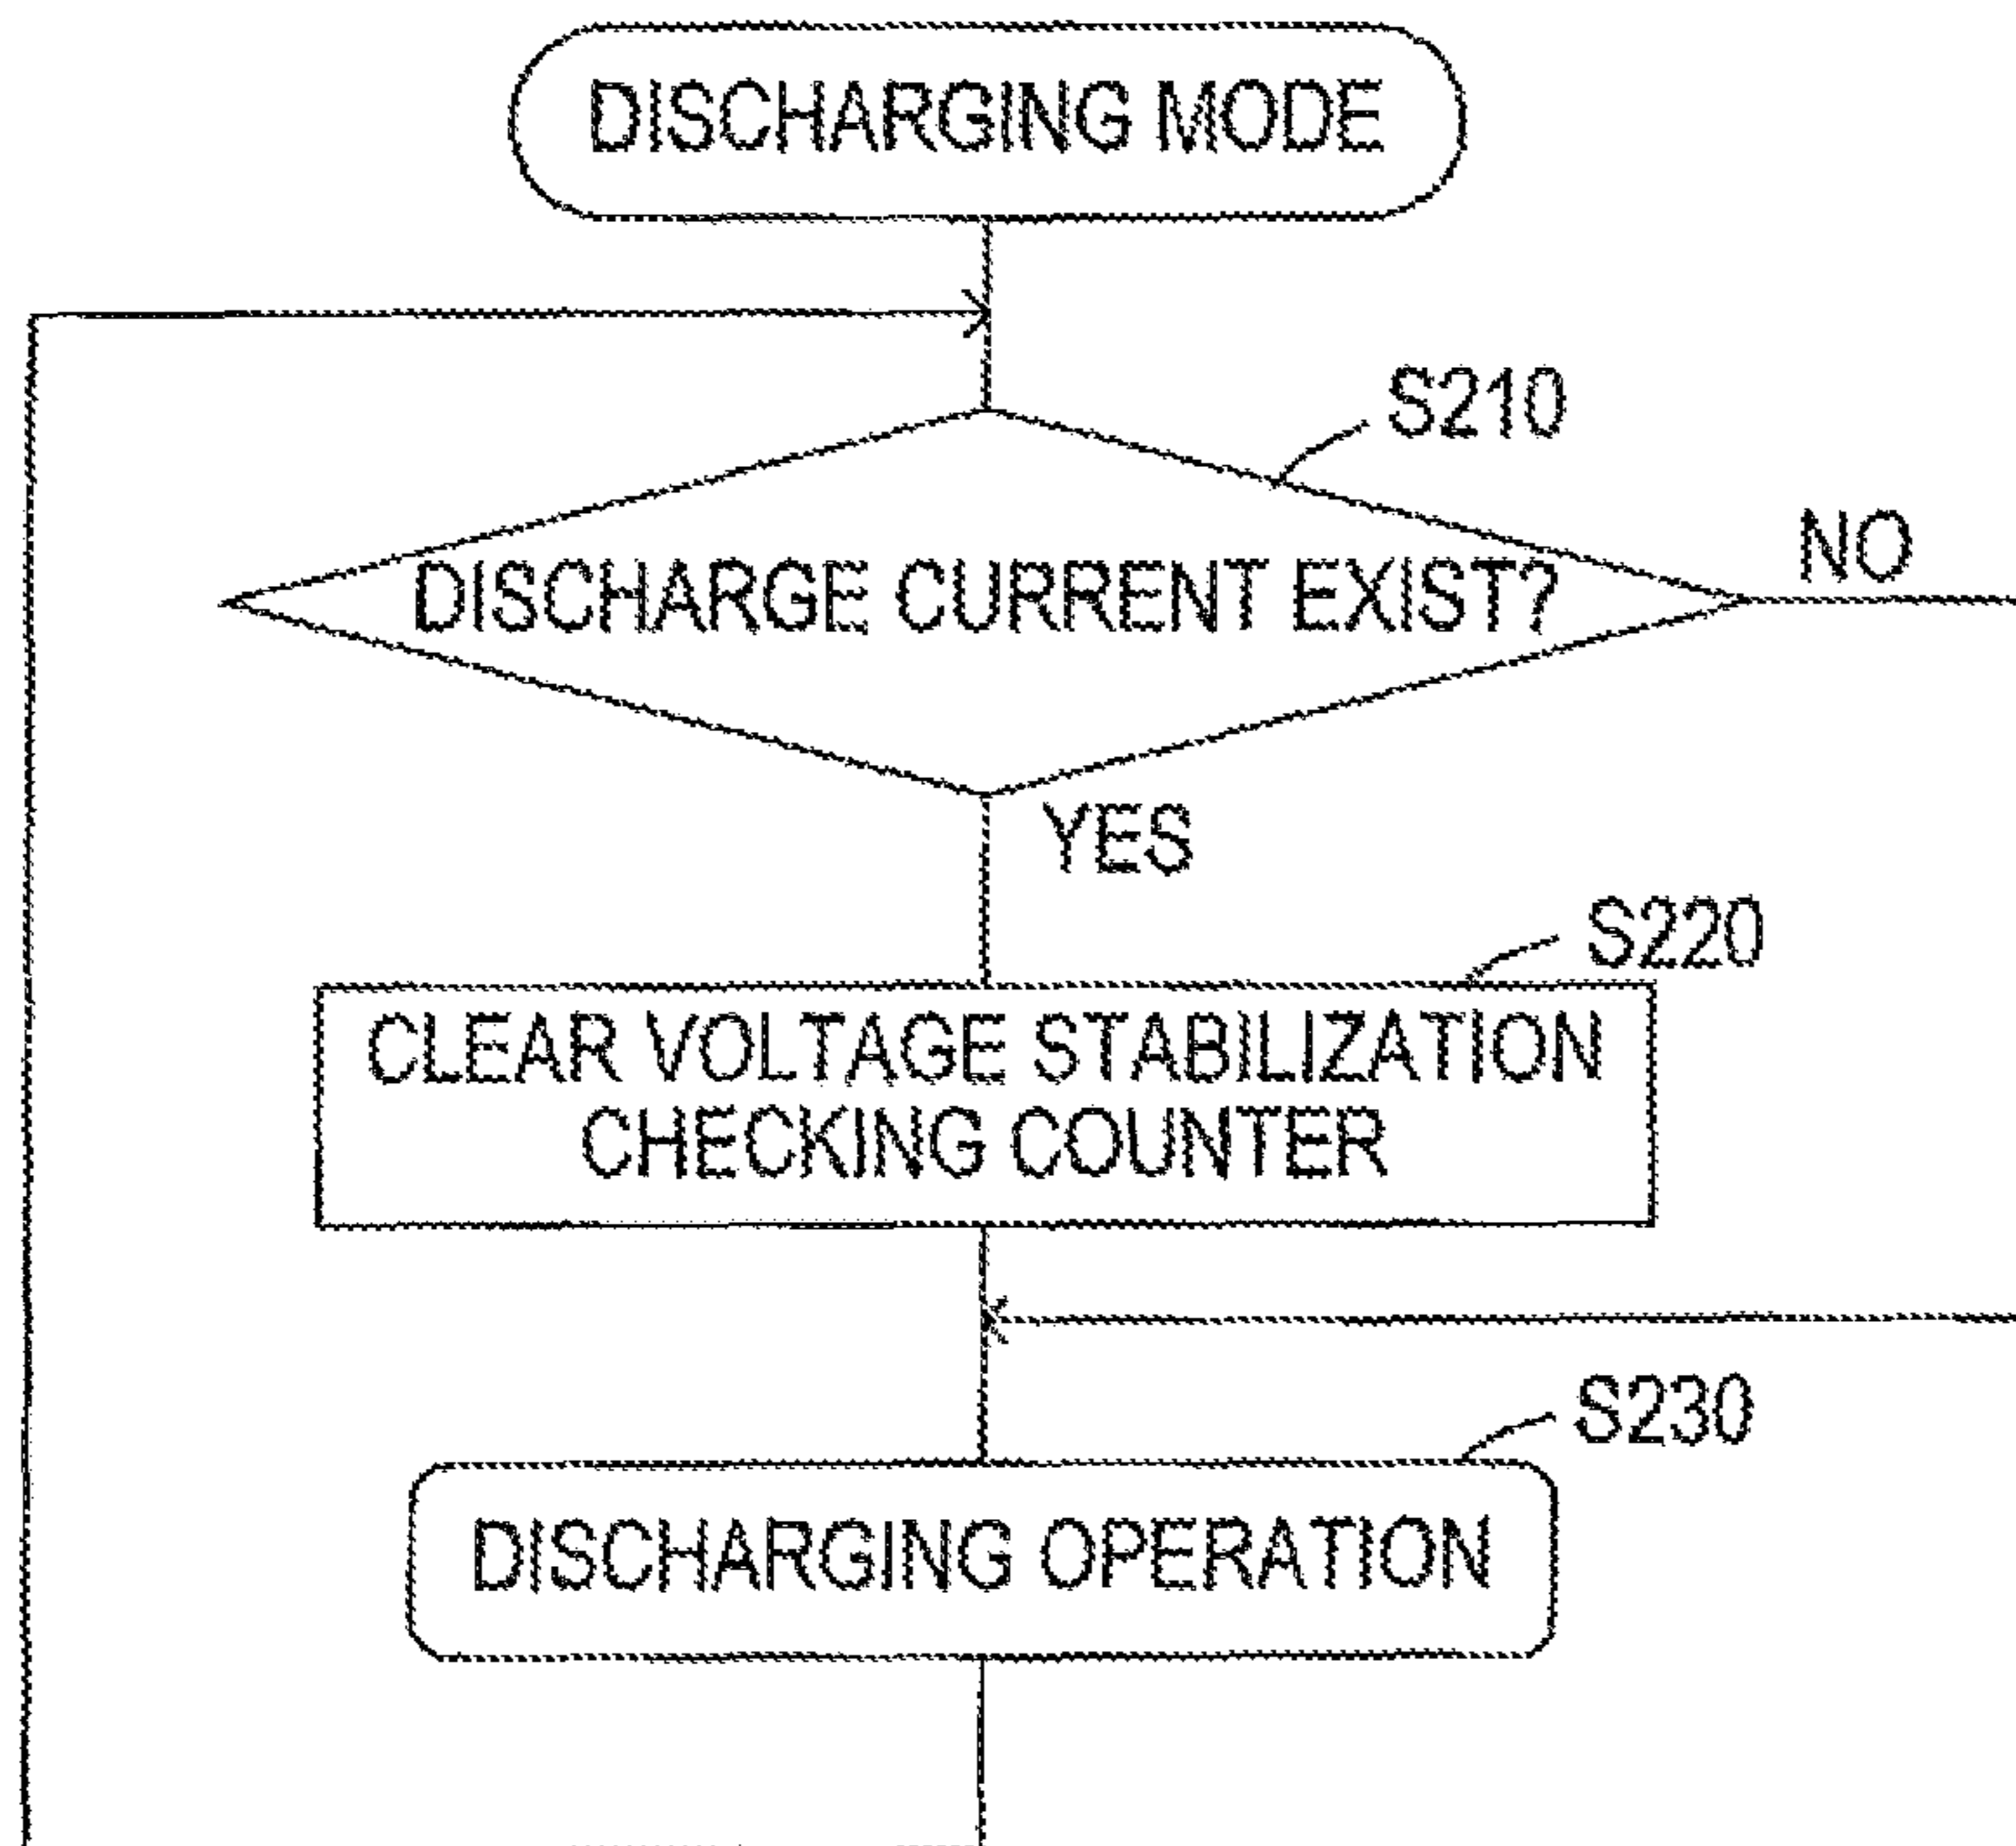 DISCHARGING MODE
S210
DISCHARGE CURRENT EXIST?
NO
YES
S220
CLEAR VOLTAGE STABILIZATION
CHECKING COUNTER
S230
DISCHARGING OPERATION